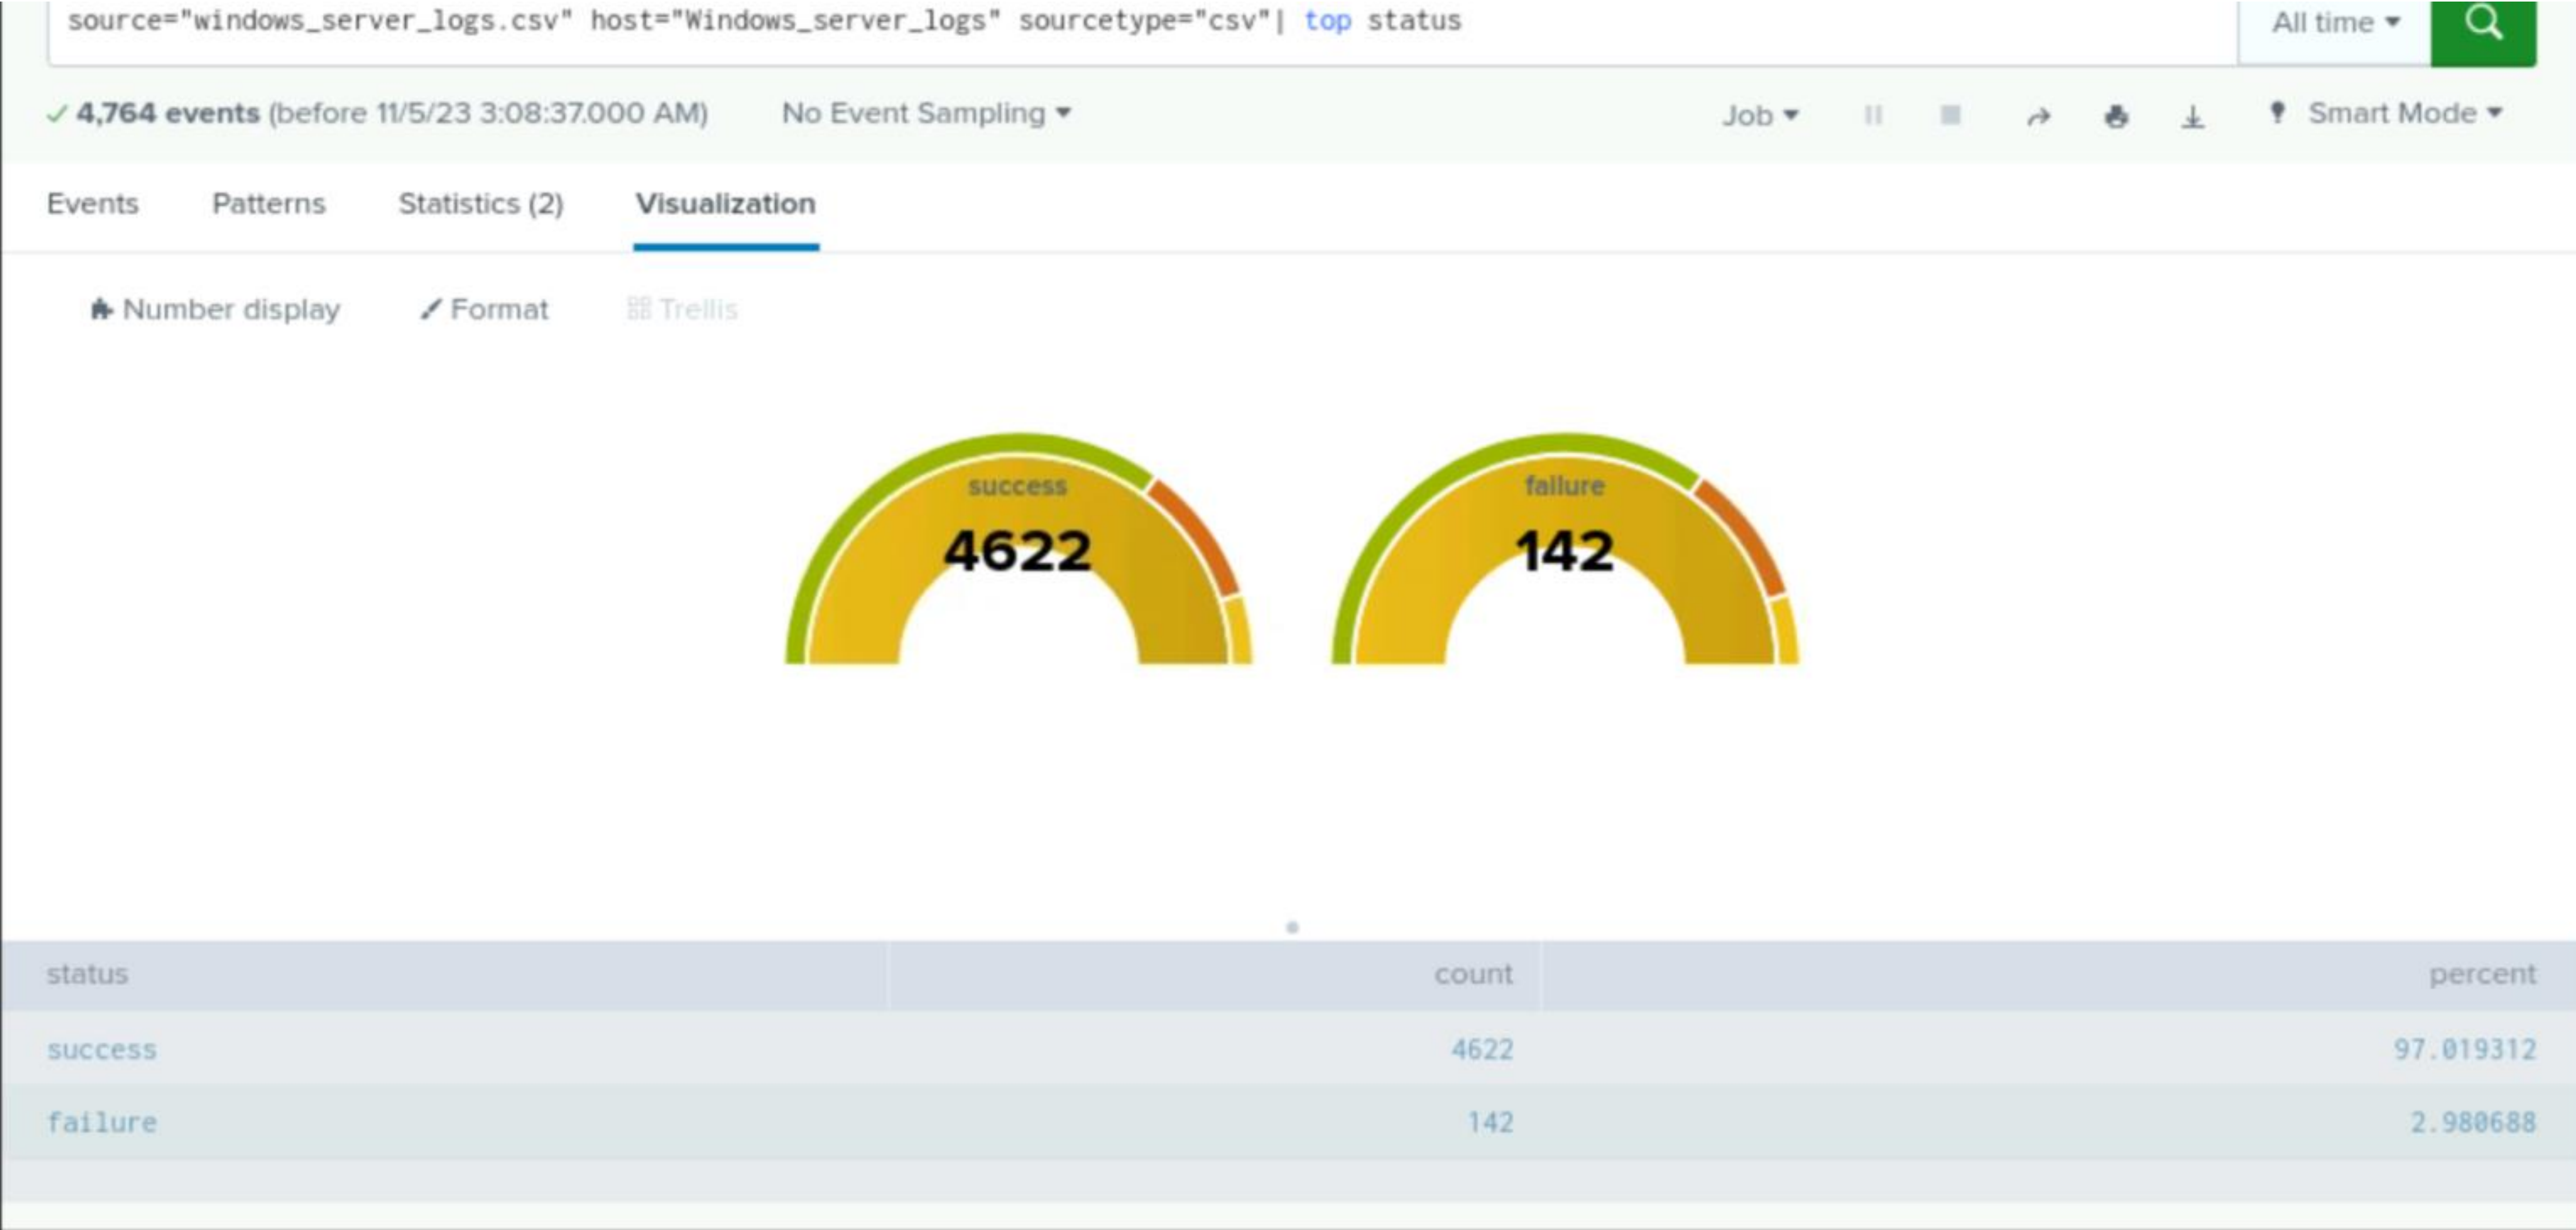 source="windows_server_logs.csv" host="Windows_server_logs" sourcetype="csv"| top status
All time
4,764 events (before 11/5/23 3:08:37.000 AM)
No Event Sampling
Job
Smart Mode
Events
Patterns
Statistics (2)
Visualization
Number display
Format
Trellis
success
4622
failure
142
status count percent
success 4622 97.019312
failure 142 2.980688